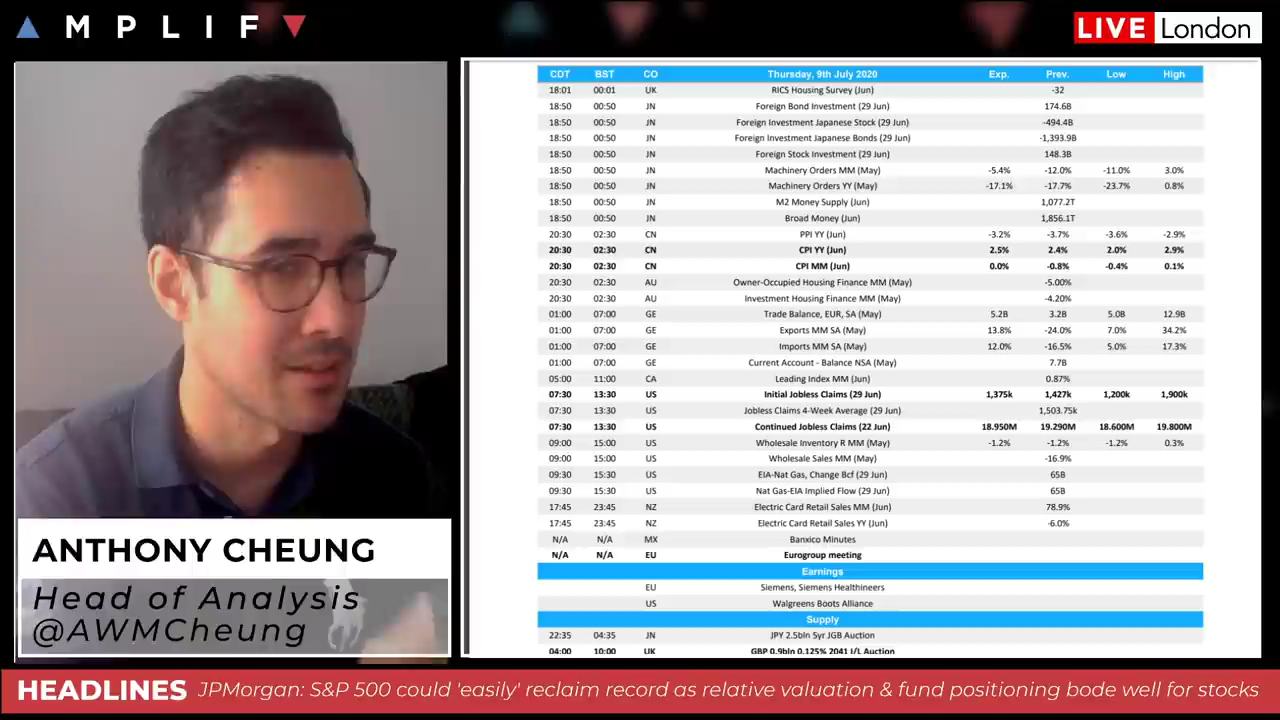 AMPLIFY
LIVE London
CDT BST CO Thursday, 9th July 2020 Exp. Prev. Low High
18:01 00:01 UK RICS Housing Survey (Jun) -32
18:50 00:50 JN Foreign Bond Investment (29 Jun) 174.6B
18:50 00:50 JN Foreign Investment Japanese Stock (29 Jun) -494.4B
18:50 00:50 JN Foreign Investment Japanese Bonds (29 Jun) -1,393.9B
18:50 00:50 JN Foreign Stock Investment (29 Jun) 148.3B
18:50 00:50 JN Machinery Orders MM (May) -5.4% -12.0% -11.0% 3.0%
18:50 00:50 JN Machinery Orders YY (May) -17.1% -17.7% -23.7% 0.8%
18:50 00:50 JN M2 Money Supply (Jun) 1,077.2T
18:50 00:50 JN Broad Money (Jun) 1,856.1T
20:30 02:30 CN PPI YY (Jun) -3.2% -3.7% -3.6% -2.9%
20:30 02:30 CN CPI YY (Jun) 2.5% 2.4% 2.0% 2.9%
20:30 02:30 CN CPI MM (Jun) 0.0% -0.8% -0.4% 0.1%
20:30 02:30 AU Owner-Occupied Housing Finance MM (May) -5.00%
20:30 02:30 AU Investment Housing Finance MM (May) -4.20%
01:00 07:00 GE Trade Balance, EUR, SA (May) 5.2B 3.2B 5.0B 12.9B
01:00 07:00 GE Exports MM SA (May) 13.8% -24.0% 7.0% 34.2%
01:00 07:00 GE Imports MM SA (May) 12.0% -16.5% 5.0% 17.3%
01:00 07:00 GE Current Account - Balance NSA (May) 7.7B
05:00 11:00 CA Leading Index MM (Jun) 0.87%
07:30 13:30 US Initial Jobless Claims (29 Jun) 1,375k 1,427k 1,200k 1,900k
07:30 13:30 US Jobless Claims 4-Week Average (29 Jun) 1,503.75k
07:30 13:30 US Continued Jobless Claims (22 Jun) 18.950M 19.290M 18.600M 19.800M
09:00 15:00 US Wholesale Inventory R MM (May) -1.2% -1.2% -1.2% 0.3%
09:00 15:00 US Wholesale Sales MM (May) -16.9%
09:30 15:30 US EIA-Nat Gas, Change Bcf (29 Jun) 65B
09:30 15:30 US Nat Gas-EIA Implied Flow (29 Jun) 65B
17:45 23:45 NZ Electric Card Retail Sales MM (Jun) 78.9%
17:45 23:45 NZ Electric Card Retail Sales YY (Jun) -6.0%
N/A N/A MX Banxico Minutes
N/A N/A EU Eurogroup meeting
Earnings
EU Siemens, Siemens Healthineers
US Walgreens Boots Alliance
Supply
22:35 04:35 JN JPY 2.5bln 5yr JGB Auction
04:00 10:00 UK GBP 0.9bln 0.125% 2041 I/L Auction
ANTHONY CHEUNG
Head of Analysis
@AWMCheung
HEADLINES JPMorgan: S&P 500 could 'easily' reclaim record as relative valuation & fund positioning bode well for stocks